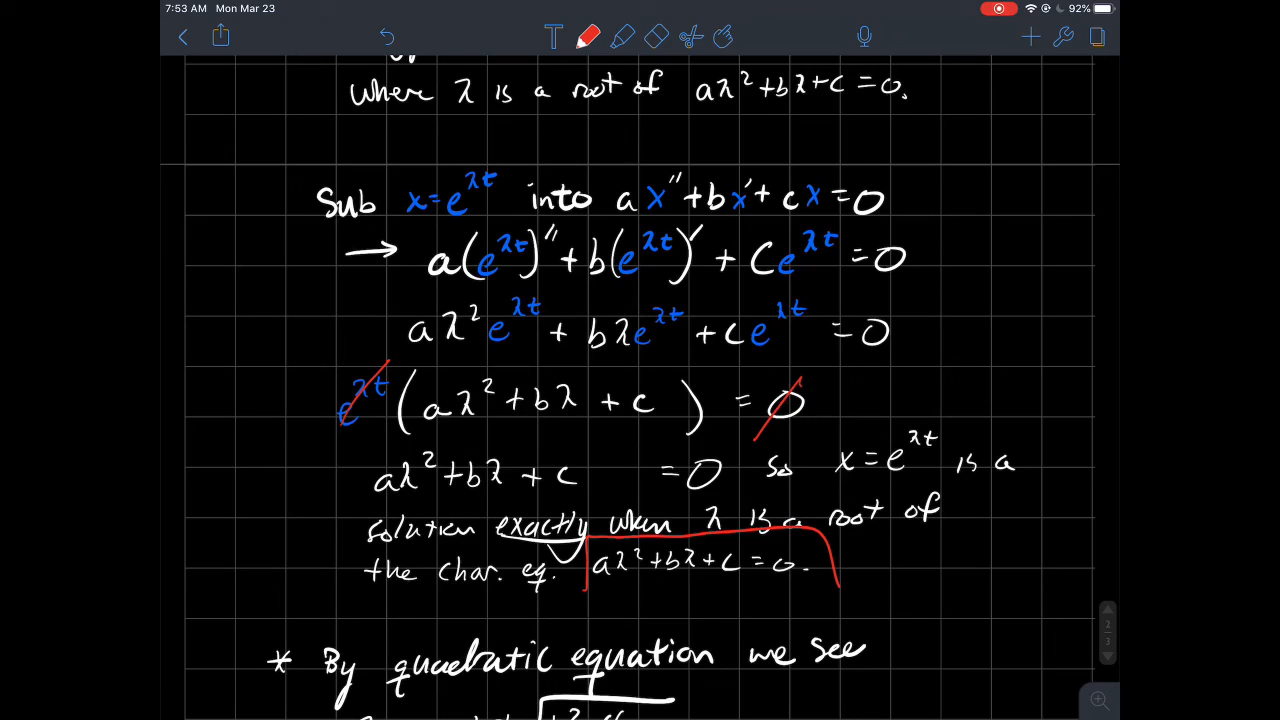 7:53 AM Mon Mar 23 92%
where λ is a root of aλ²+bλ+c=0.
Sub x=e^{λt} into ax''+bx'+cx=0
→ a(e^{λt})''+b(e^{λt})'+ce^{λt}=0
aλ²e^{λt}+bλe^{λt}+ce^{λt}=0
e^{λt}(aλ²+bλ+c)=0
aλ²+bλ+c =0 so x=e^{λt} is a
solution exactly when λ is a root of
the char. eq. aλ²+bλ+c=0.
* By quadratic equation we see
2
3